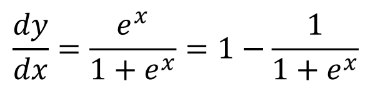 dy/dx = e^x/(1 + e^x) = 1 − 1/(1 + e^x)